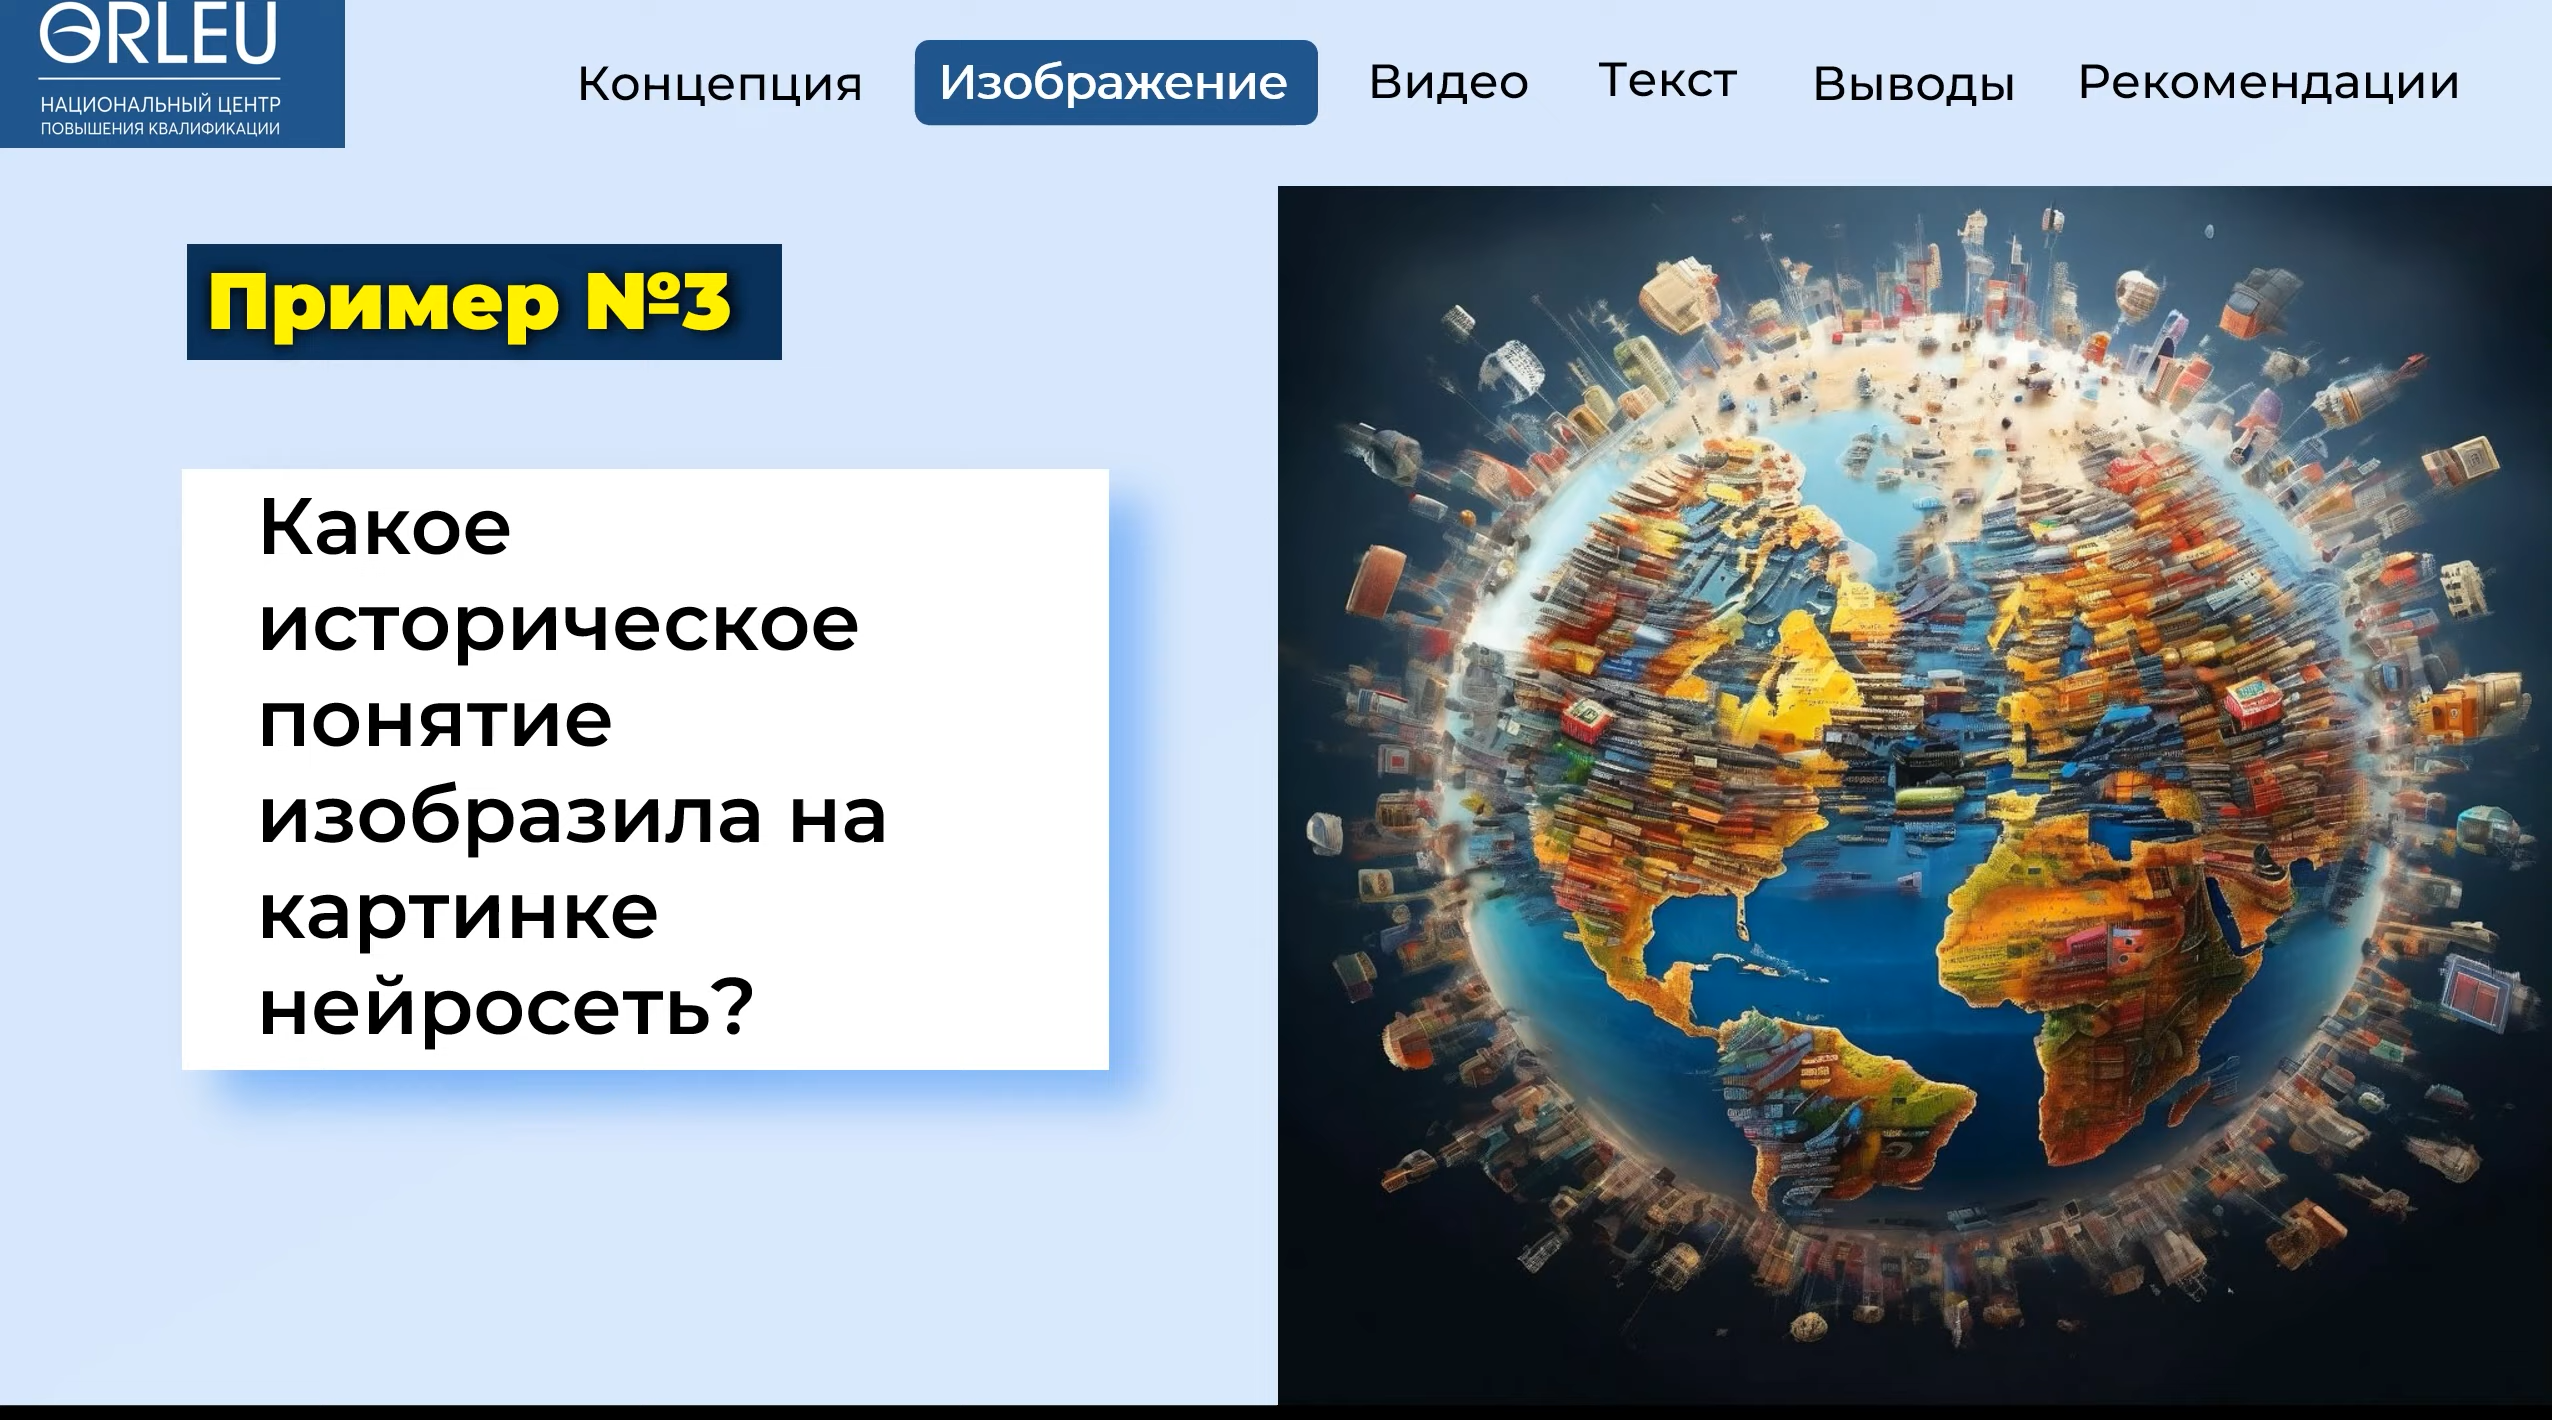 ÖRLEU
НАЦИОНАЛЬНЫЙ ЦЕНТР
ПОВЫШЕНИЯ КВАЛИФИКАЦИИ
Концепция Изображение Видео Текст Выводы Рекомендации
Пример №3
Какое
историческое
понятие
изобразила на
картинке
нейросеть?